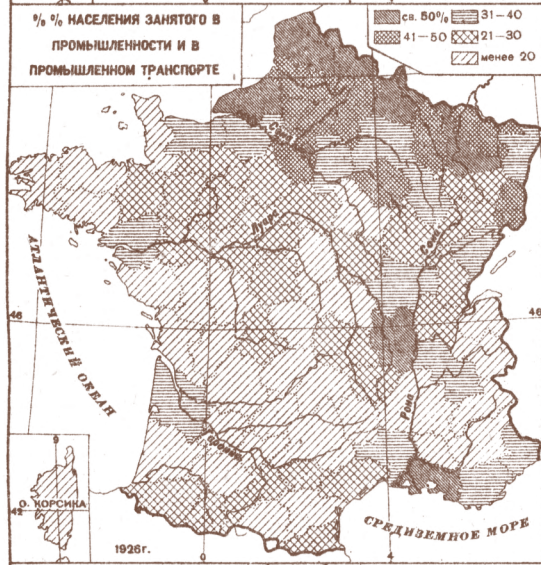 % % НАСЕЛЕНИЯ ЗАНЯТОГО В
ПРОМЫШЛЕННОСТИ И В
ПРОМЫШЛЕННОМ ТРАНСПОРТЕ
св. 50%
31—40
41—50
21—30
менее 20
Сена
Луара
Сона
АТЛАНТИЧЕСКИЙ ОКЕАН
46
46
Рона
Гаронна
9
О. КОРСИКА
42
СРЕДИЗЕМНОЕ МОРЕ
1926г.
0
4